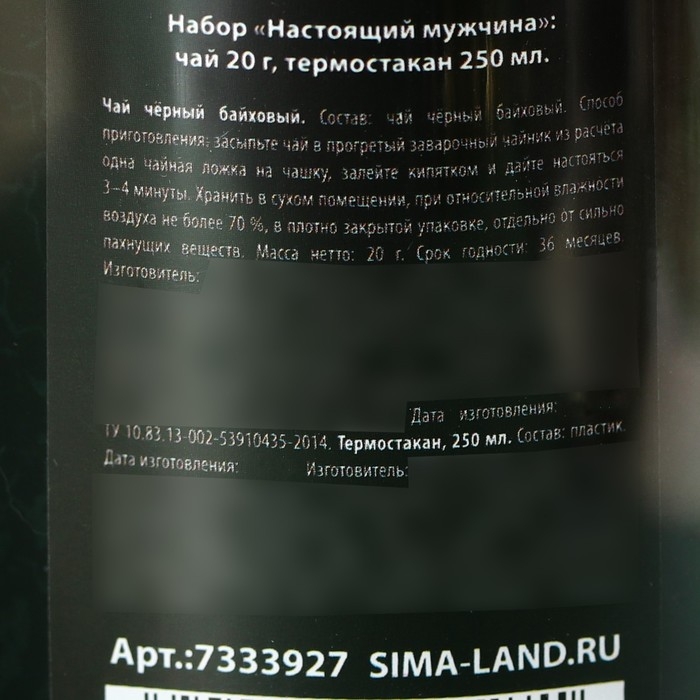 Набор «Настоящий мужчина»:
чай 20 г, термостакан 250 мл.
Чай чёрный байховый. Состав: чай чёрный байховый. Способ
приготовления: засыпьте чай в прогретый заварочный чайник из расчёта
одна чайная ложка на чашку, залейте кипятком и дайте настояться
3–4 минуты. Хранить в сухом помещении, при относительной влажности
воздуха не более 70 %, в плотно закрытой упаковке, отдельно от сильно
пахнущих веществ. Масса нетто: 20 г. Срок годности: 36 месяцев.
Изготовитель:
Дата изготовления:
ТУ 10.83.13-002-53910435-2014. Термостакан, 250 мл. Состав: пластик.
Дата изготовления: Изготовитель:
Арт.:7333927 SIMA-LAND.RU